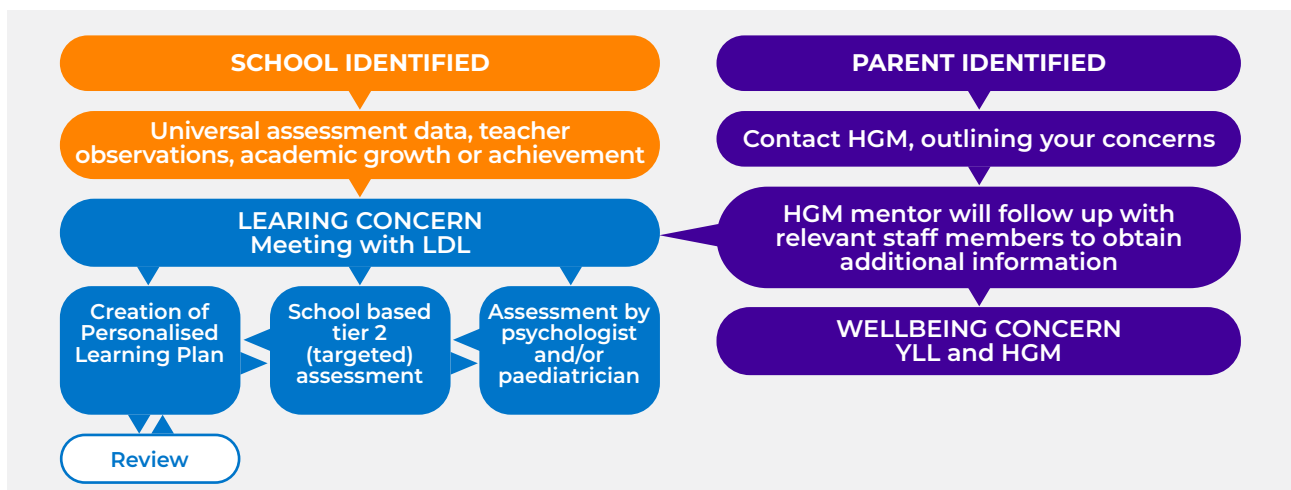 SCHOOL IDENTIFIED
Universal assessment data, teacher
observations, academic growth or achievement
LEARING CONCERN
Meeting with LDL
Creation of
Personalised
Learning Plan
School based
tier 2
(targeted)
assessment
Assessment by
psychologist
and/or
paediatrician
Review
PARENT IDENTIFIED
Contact HGM, outlining your concerns
HGM mentor will follow up with
relevant staff members to obtain
additional information
WELLBEING CONCERN
YLL and HGM